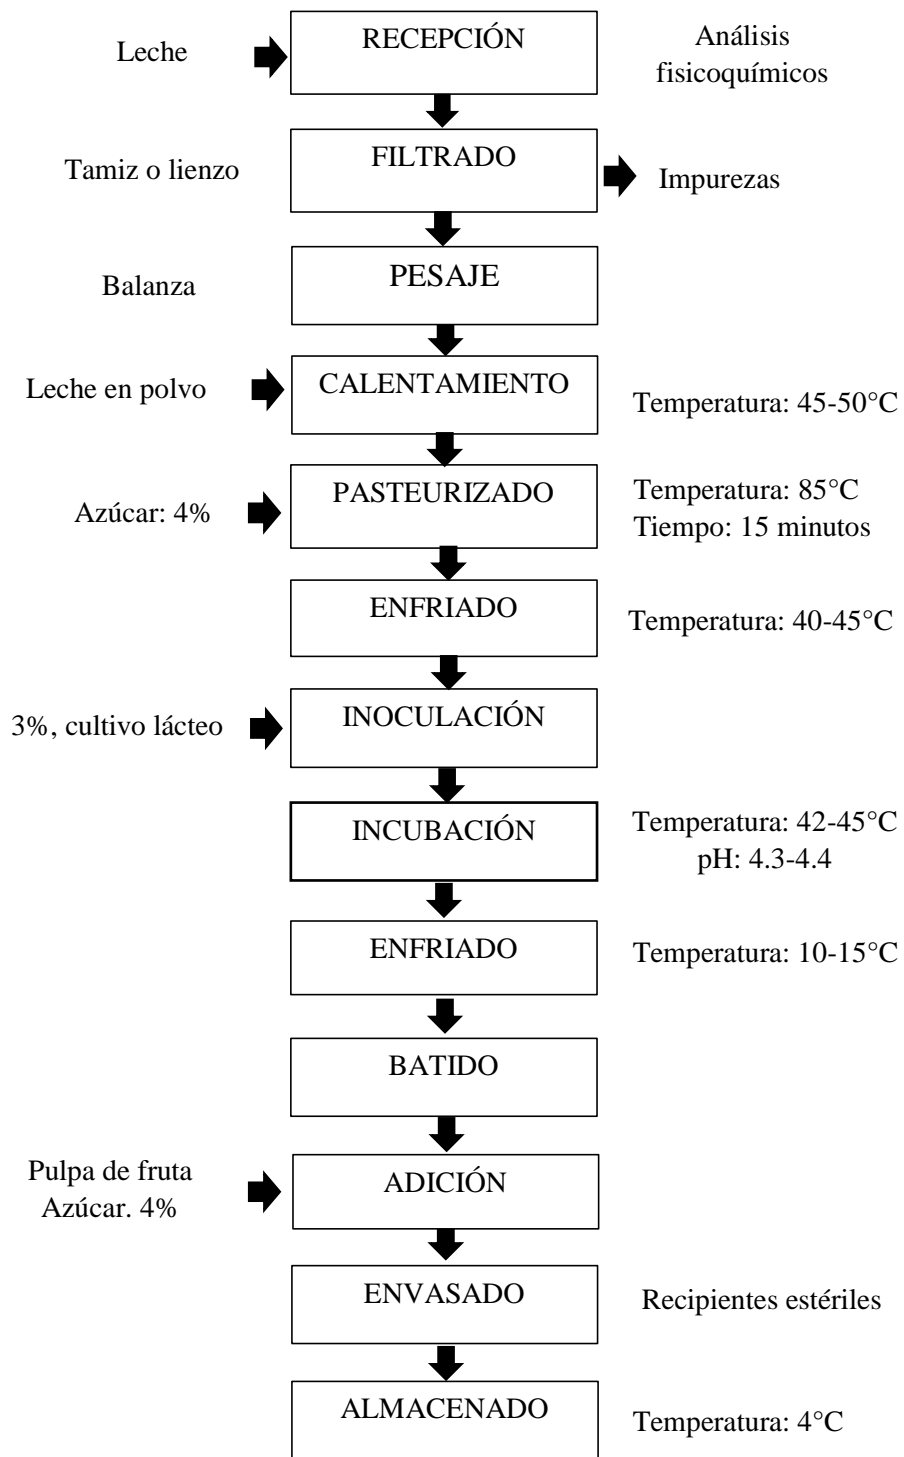 Leche
RECEPCIÓN
Análisis
fisicoquímicos
Tamiz o lienzo
FILTRADO
Impurezas
Balanza
PESAJE
Leche en polvo
CALENTAMIENTO
Temperatura: 45-50°C
Azúcar: 4%
PASTEURIZADO
Temperatura: 85°C
Tiempo: 15 minutos
ENFRIADO
Temperatura: 40-45°C
3%, cultivo lácteo
INOCULACIÓN
INCUBACIÓN
Temperatura: 42-45°C
pH: 4.3-4.4
ENFRIADO
Temperatura: 10-15°C
BATIDO
Pulpa de fruta
Azúcar. 4%
ADICIÓN
ENVASADO
Recipientes estériles
ALMACENADO
Temperatura: 4°C